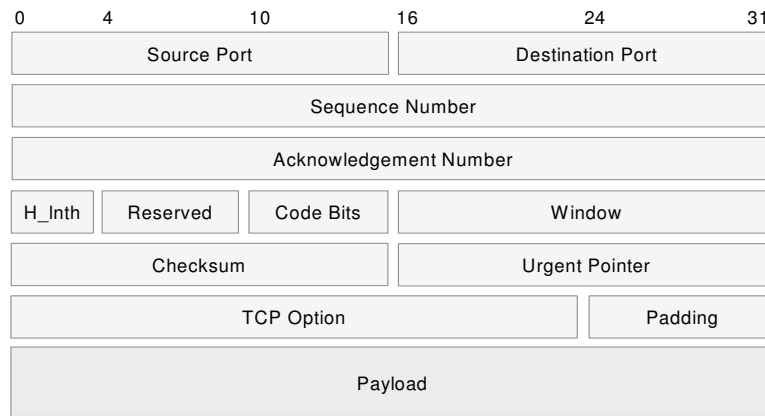 0 4 10 16 24 31
Source Port Destination Port
Sequence Number
Acknowledgement Number
H_lnth Reserved Code Bits Window
Checksum Urgent Pointer
TCP Option Padding
Payload